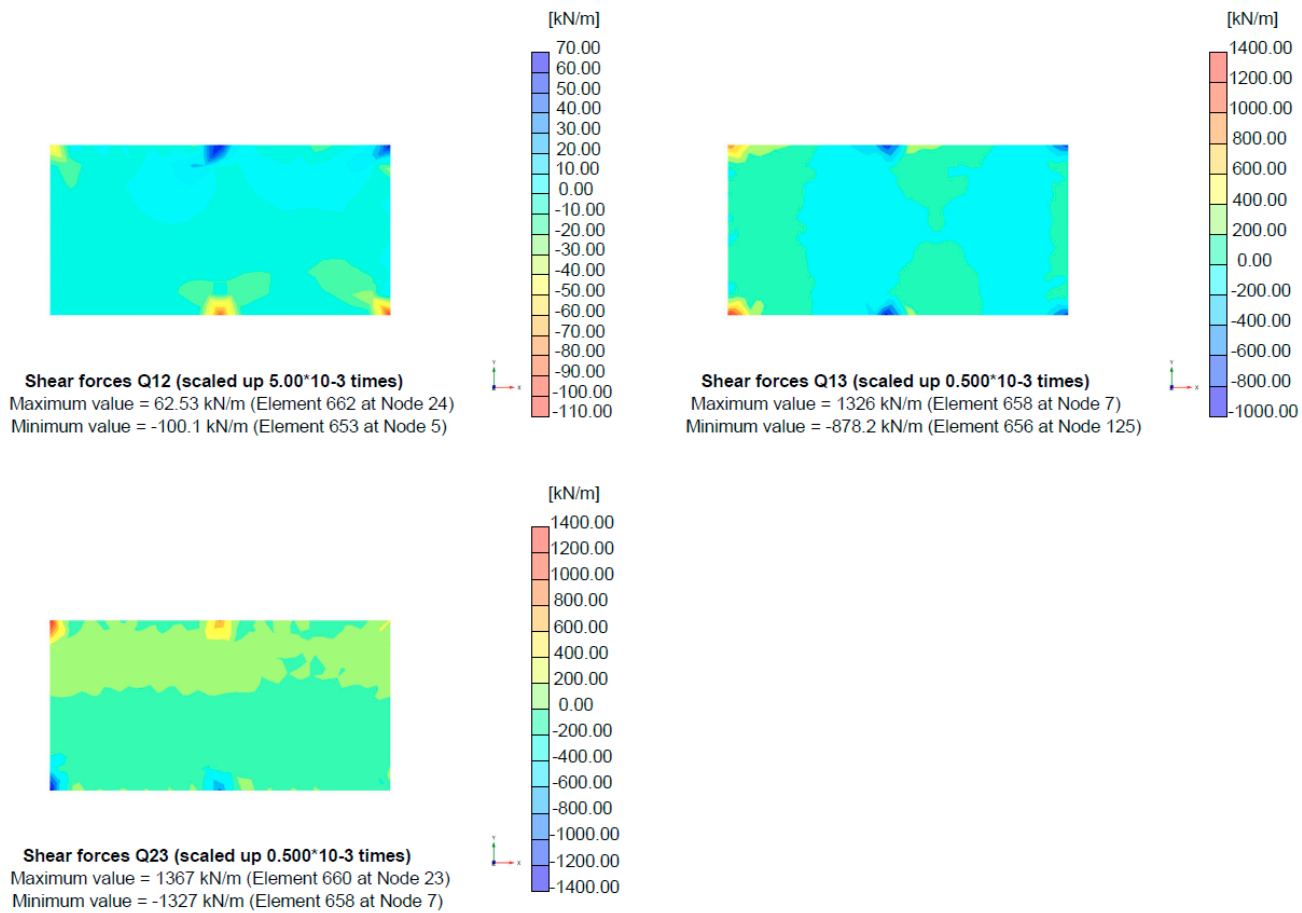 [kN/m]
70.00
60.00
50.00
40.00
30.00
20.00
10.00
0.00
-10.00
-20.00
-30.00
-40.00
-50.00
-60.00
-70.00
-80.00
-90.00
-100.00
-110.00
Y
X
Shear forces Q12 (scaled up 5.00*10-3 times)
Maximum value = 62.53 kN/m (Element 662 at Node 24)
Minimum value = -100.1 kN/m (Element 653 at Node 5)
[kN/m]
1400.00
1200.00
1000.00
800.00
600.00
400.00
200.00
0.00
-200.00
-400.00
-600.00
-800.00
-1000.00
Y
X
Shear forces Q13 (scaled up 0.500*10-3 times)
Maximum value = 1326 kN/m (Element 658 at Node 7)
Minimum value = -878.2 kN/m (Element 656 at Node 125)
[kN/m]
1400.00
1200.00
1000.00
800.00
600.00
400.00
200.00
0.00
-200.00
-400.00
-600.00
-800.00
-1000.00
-1200.00
-1400.00
Y
X
Shear forces Q23 (scaled up 0.500*10-3 times)
Maximum value = 1367 kN/m (Element 660 at Node 23)
Minimum value = -1327 kN/m (Element 658 at Node 7)